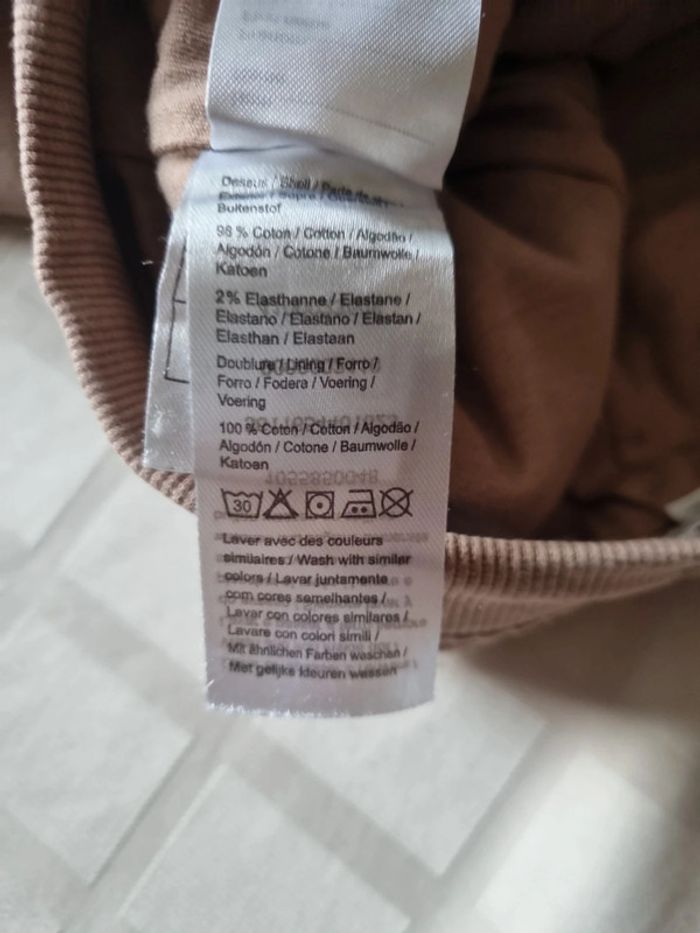 Dessus / Shell / Parte de
Buitenstof
98 % Coton / Cotton / Algodão /
Algodón / Cotone / Baumwolle /
Katoen
2% Elasthanne / Elastane /
Elastano / Elastano / Elastan /
Elasthan / Elastaan
Doublure / Lining / Forro /
Forro / Fodera / Voering /
Voering
100 % Coton / Cotton / Algodão /
Algodón / Cotone / Baumwolle /
Katoen
30
Laver avec des couleurs
similaires / Wash with similar
colors / Lavar juntamente
com cores semelhantes /
Lavar con colores similares /
Lavare con colori simili /
Mit ähnlichen Farben waschen /
Met gelijke kleuren wassen